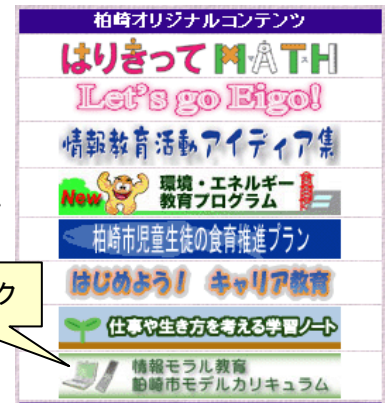 柏崎オリジナルコンテンツ
はりきって MATH
Let's go Eigo!
情報教育活動アイディア集
New 環境・エネルギー
教育プログラム
柏崎市児童生徒の食育推進プラン
はじめよう! キャリア教育
ク
仕事や生き方を考える学習ノート
情報モラル教育
柏崎市モデルカリキュラム